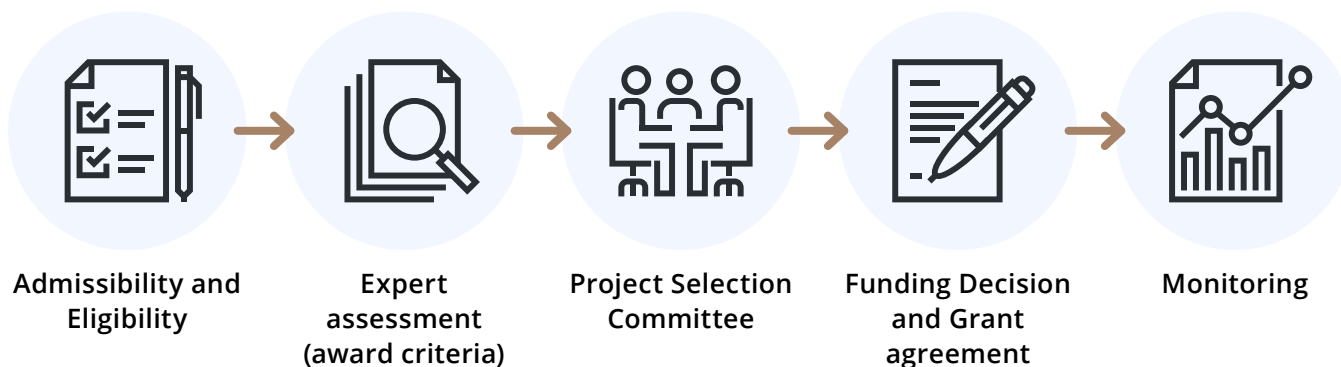 Admissibility and
Eligibility
Expert
assessment
(award criteria)
Project Selection
Committee
Funding Decision
and Grant
agreement
Monitoring